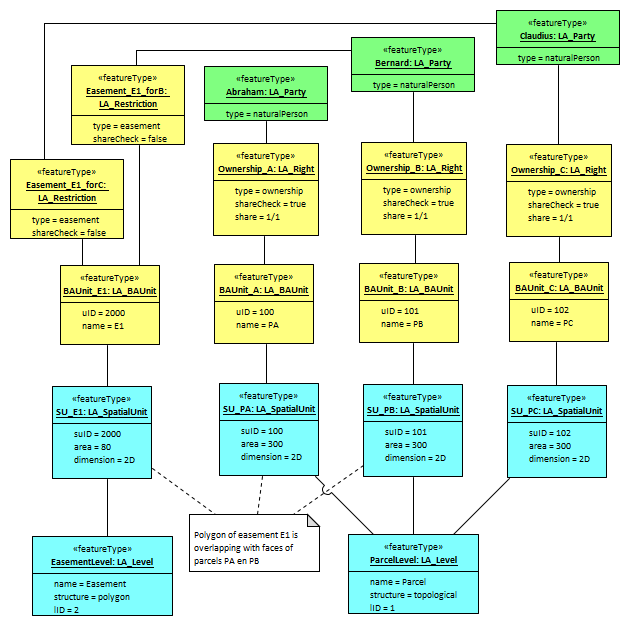 «featureType»
Claudius: LA_Party
type = naturalPerson
«featureType»
Bernard: LA_Party
type = naturalPerson
«featureType»
Easement_E1_forB:
LA_Restriction
type = easement
shareCheck = false
«featureType»
Abraham: LA_Party
type = naturalPerson
«featureType»
Easement_E1_forC:
LA_Restriction
type = easement
shareCheck = false
«featureType»
Ownership_A: LA_Right
type = ownership
shareCheck = true
share = 1/1
«featureType»
Ownership_B: LA_Right
type = ownership
shareCheck = true
share = 1/1
«featureType»
Ownership_C: LA_Right
type = ownership
shareCheck = true
share = 1/1
«featureType»
BAUnit_E1: LA_BAUnit
uID = 2000
name = E1
«featureType»
BAUnit_A: LA_BAUnit
uID = 100
name = PA
«featureType»
BAUnit_B: LA_BAUnit
uID = 101
name = PB
«featureType»
BAUnit_C: LA_BAUnit
uID = 102
name = PC
«featureType»
SU_E1: LA_SpatialUnit
suID = 2000
area = 80
dimension = 2D
«featureType»
SU_PA: LA_SpatialUnit
suID = 100
area = 300
dimension = 2D
«featureType»
SU_PB: LA_SpatialUnit
suID = 101
area = 300
dimension = 2D
«featureType»
SU_PC: LA_SpatialUnit
suID = 102
area = 300
dimension = 2D
Polygon of easement E1 is
overlapping with faces of
parcels PA en PB
«featureType»
EasementLevel: LA_Level
name = Easement
structure = polygon
lID = 2
«featureType»
ParcelLevel: LA_Level
name = Parcel
structure = topological
lID = 1